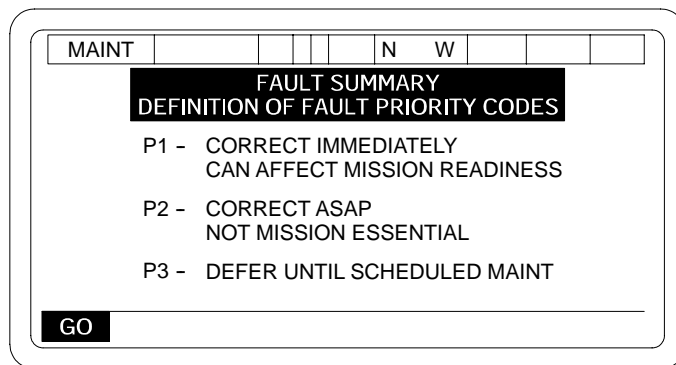 MAINT N W
FAULT SUMMARY
DEFINITION OF FAULT PRIORITY CODES
P1 - CORRECT IMMEDIATELY
CAN AFFECT MISSION READINESS
P2 - CORRECT ASAP
NOT MISSION ESSENTIAL
P3 - DEFER UNTIL SCHEDULED MAINT
GO